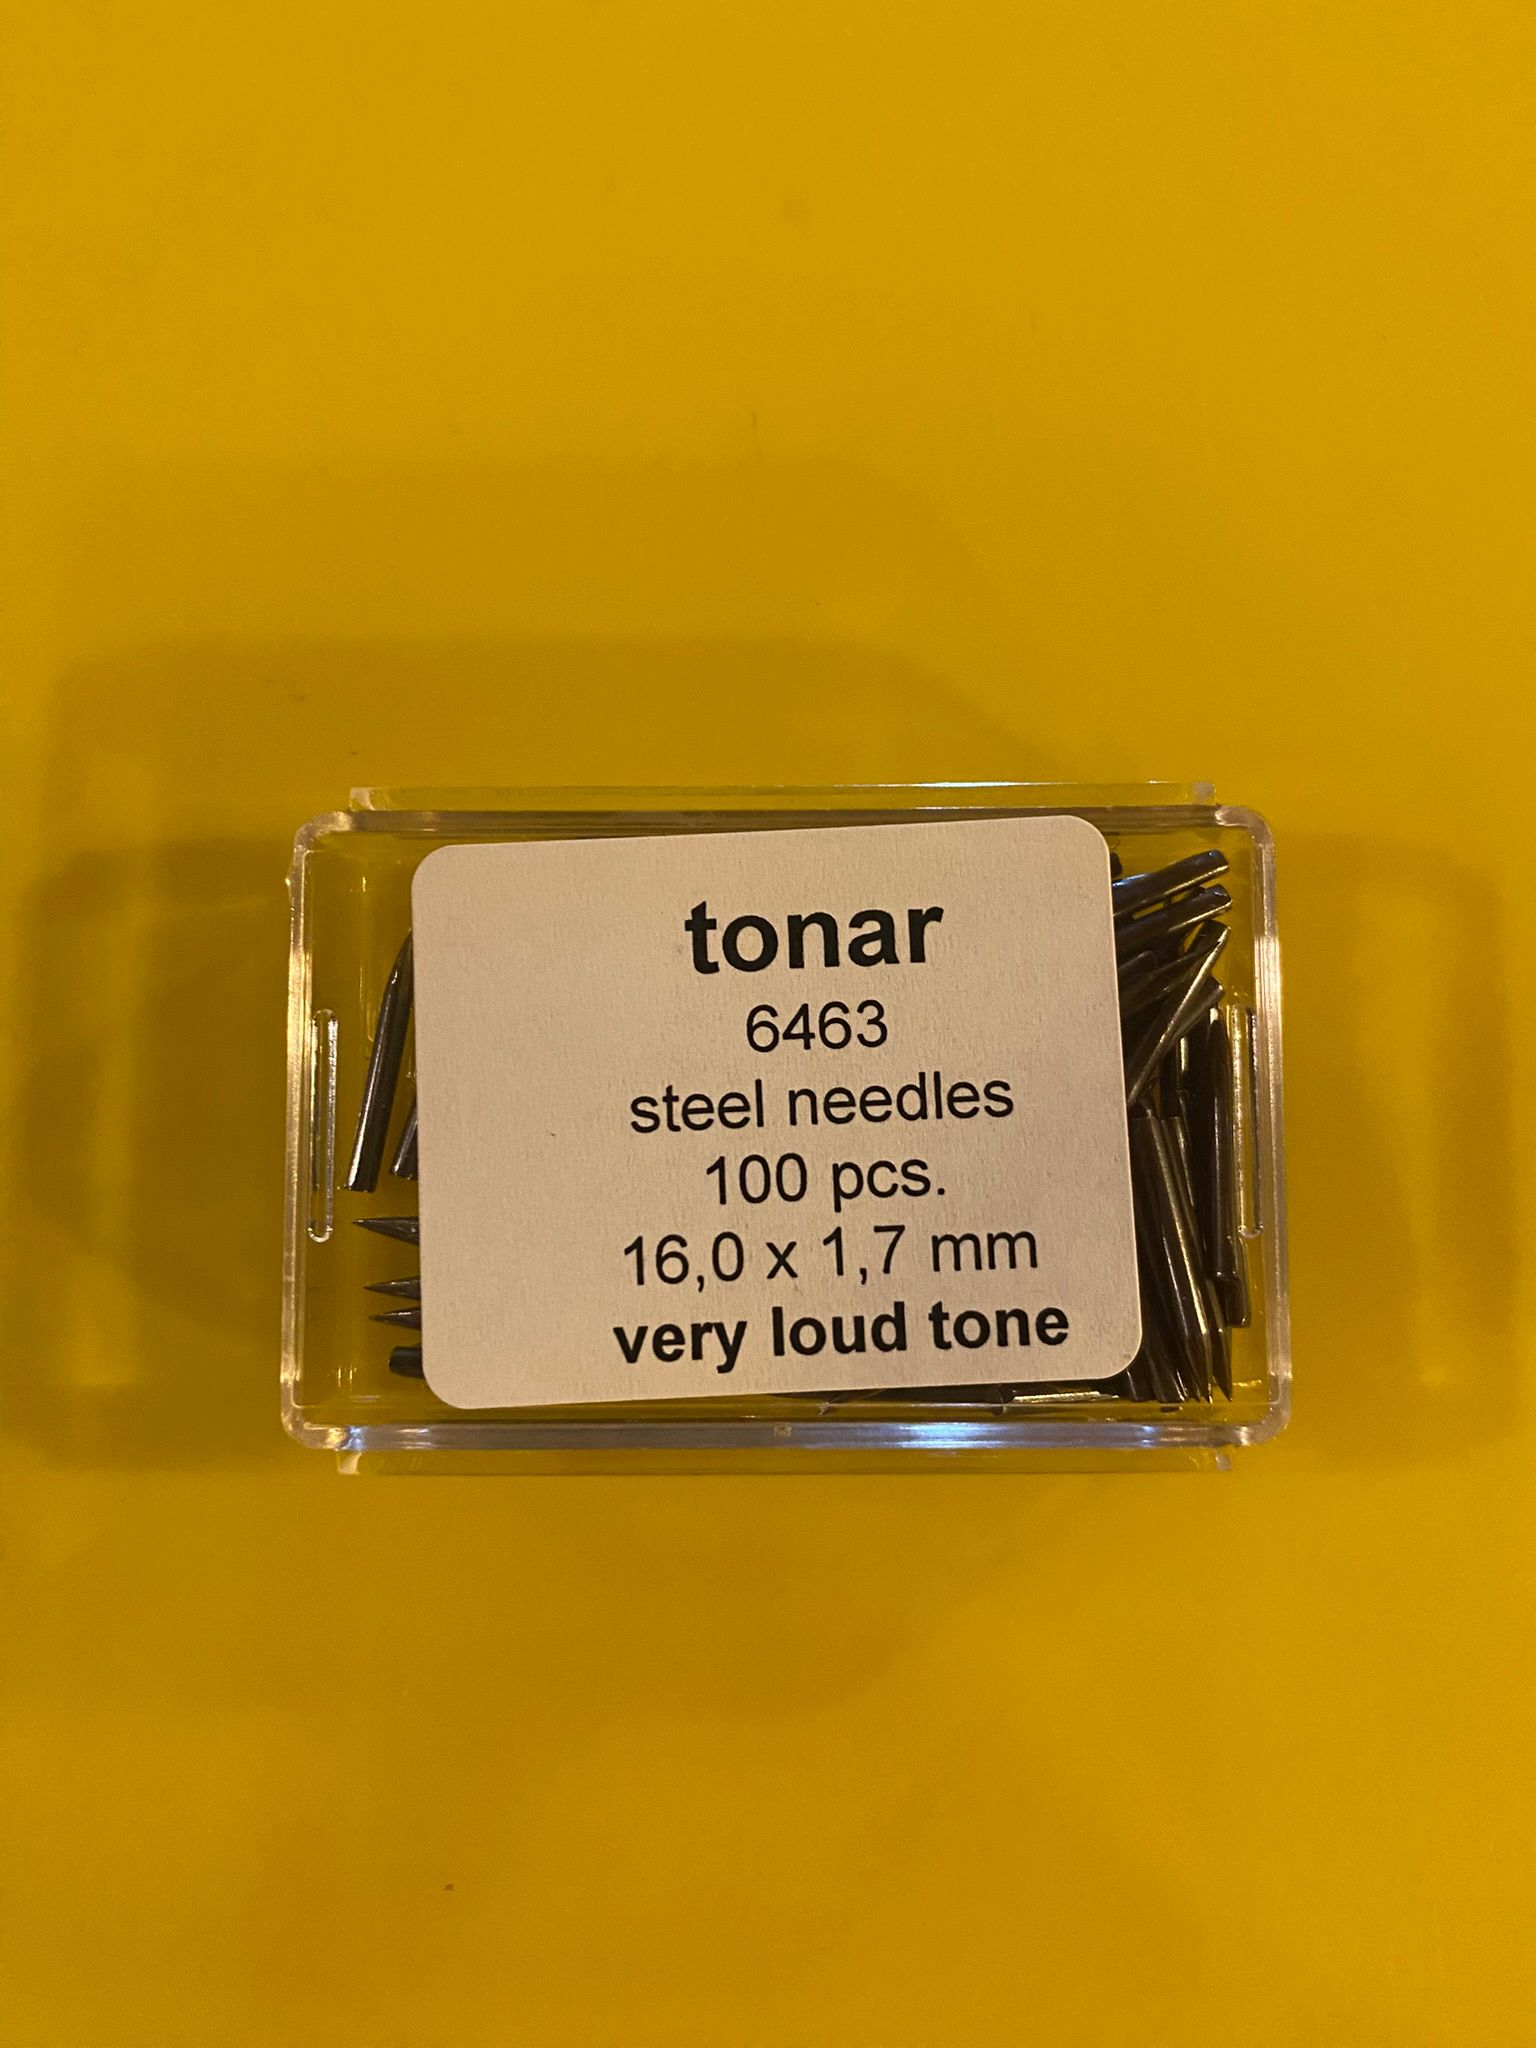 tonar
6463
steel needles
100 pcs.
16,0 x 1,7 mm
very loud tone